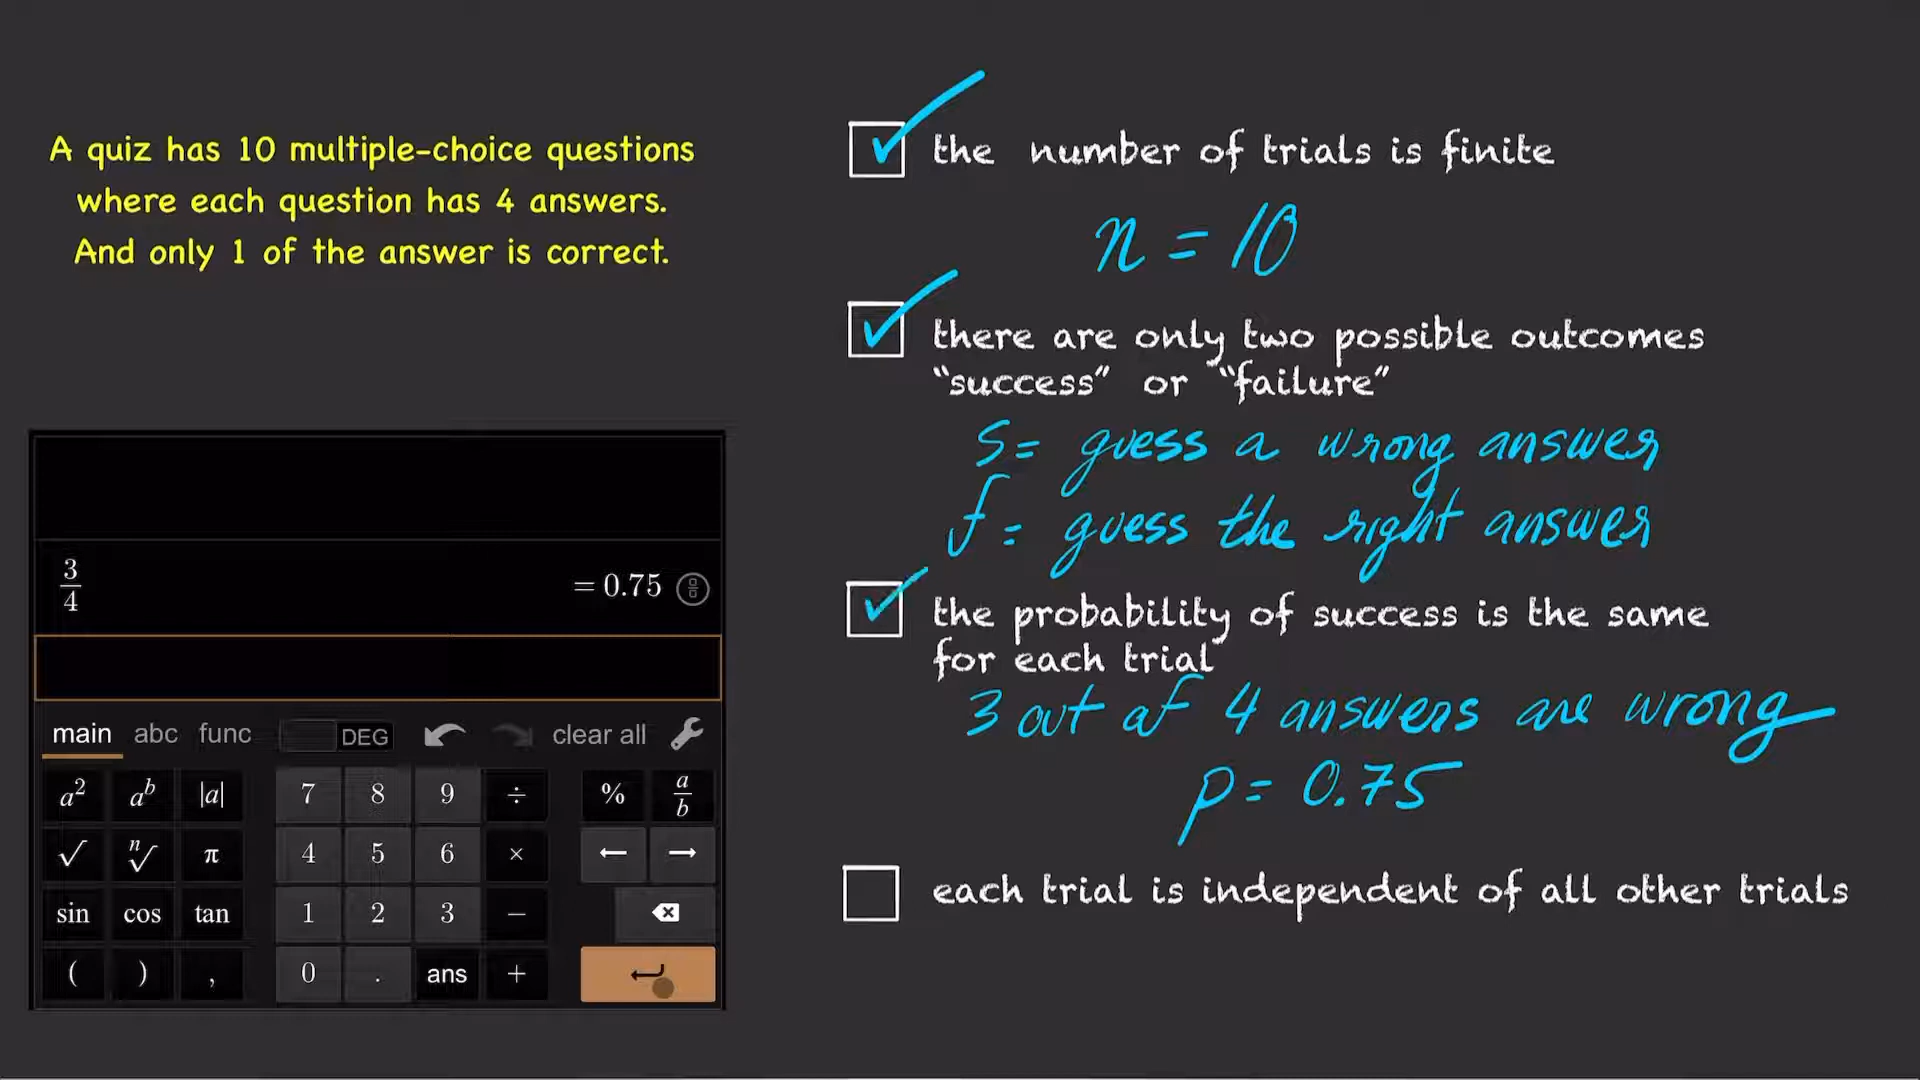 A quiz has 10 multiple-choice questions
where each question has 4 answers.
And only 1 of the answer is correct.
the number of trials is finite
n = 10
there are only two possible outcomes
"success" or "failure"
S = guess a wrong answer
f = guess the right answer
the probability of success is the same
for each trial
3 out of 4 answers are wrong
p = 0.75
each trial is independent of all other trials
3/4 = 0.75
main abc func DEG clear all
a² aᵇ |a| 7 8 9 ÷ % a/b
√ ⁿ√ π 4 5 6 × ← →
sin cos tan 1 2 3 −
( ) , 0 . ans +